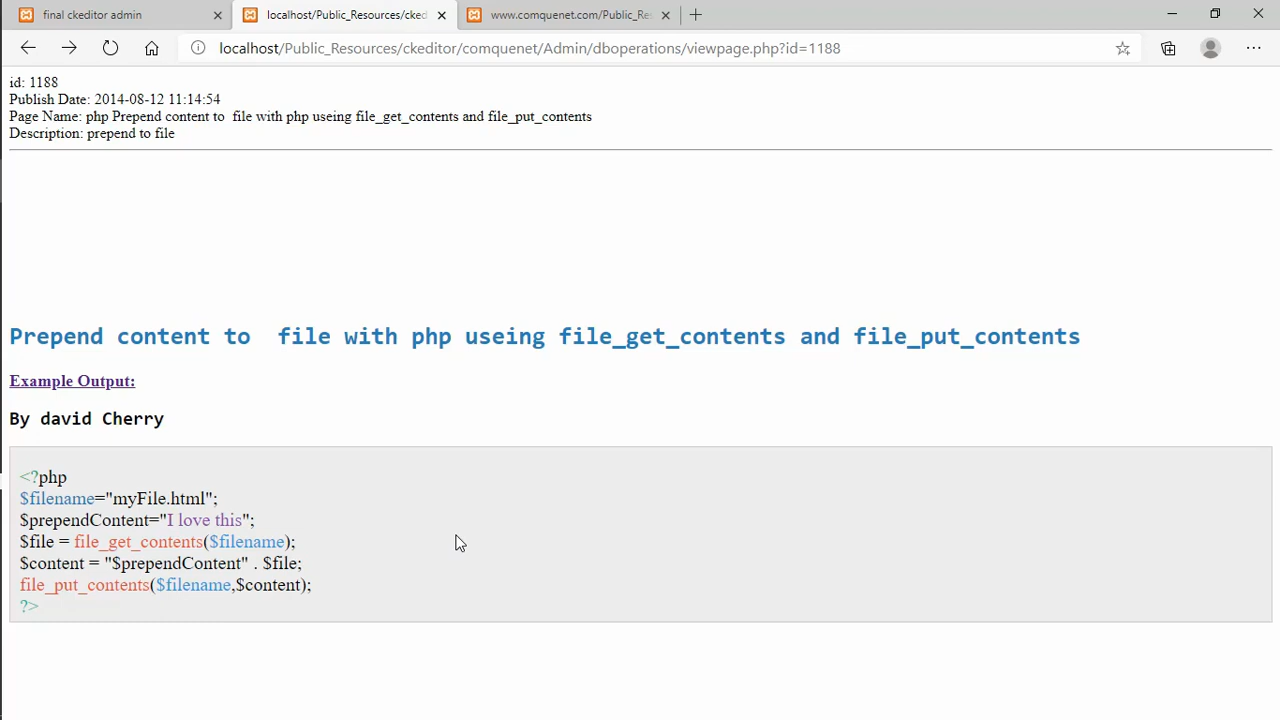 final ckeditor admin
localhost/Public_Resources/cked
www.comquenet.com/Public_Re
localhost/Public_Resources/ckeditor/comquenet/Admin/dboperations/viewpage.php?id=1188
id: 1188
Publish Date: 2014-08-12 11:14:54
Page Name: php Prepend content to  file with php useing file_get_contents and file_put_contents
Description: prepend to file
Prepend content to  file with php useing file_get_contents and file_put_contents
Example Output:
By david Cherry
<?php
$filename="myFile.html";
$prependContent="I love this";
$file = file_get_contents($filename);
$content = "$prependContent" . $file;
file_put_contents($filename,$content);
?>